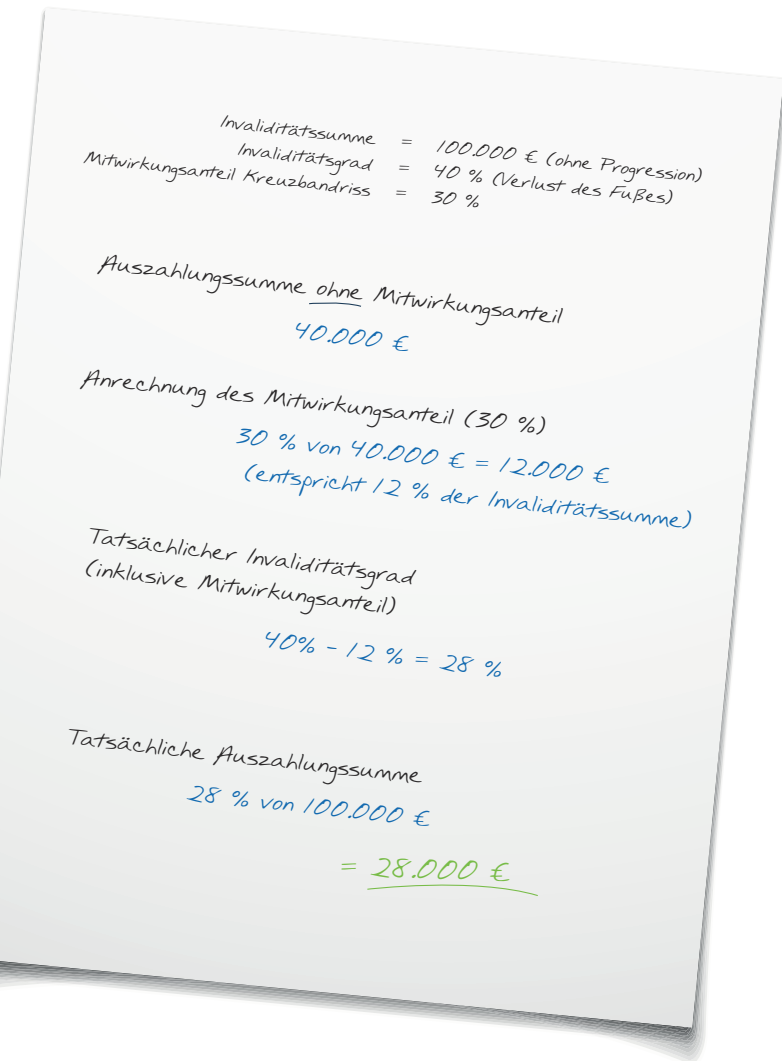 Invaliditätssumme = 100.000 € (ohne Progression)
Invaliditätsgrad = 40 % (Verlust des Fußes)
Mitwirkungsanteil Kreuzbandriss = 30 %
Auszahlungssumme ohne Mitwirkungsanteil
40.000 €
Anrechnung des Mitwirkungsanteil (30 %)
30 % von 40.000 € = 12.000 €
(entspricht 12 % der Invaliditätssumme)
Tatsächlicher Invaliditätsgrad
(inklusive Mitwirkungsanteil)
40% - 12 % = 28 %
Tatsächliche Auszahlungssumme
28 % von 100.000 €
= 28.000 €